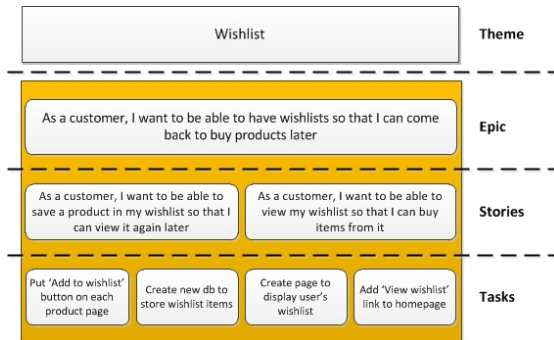 Wishlist
Theme
As a customer, I want to be able to have wishlists so that I can come
back to buy products later
Epic
As a customer, I want to be able to
save a product in my wishlist so that I
can view it again later
As a customer, I want to be able to
view my wishlist so that I can buy
items from it
Stories
Put 'Add to wishlist'
button on each
product page
Create new db to
store wishlist items
Create page to
display user's
wishlist
Add 'View wishlist'
link to homepage
Tasks